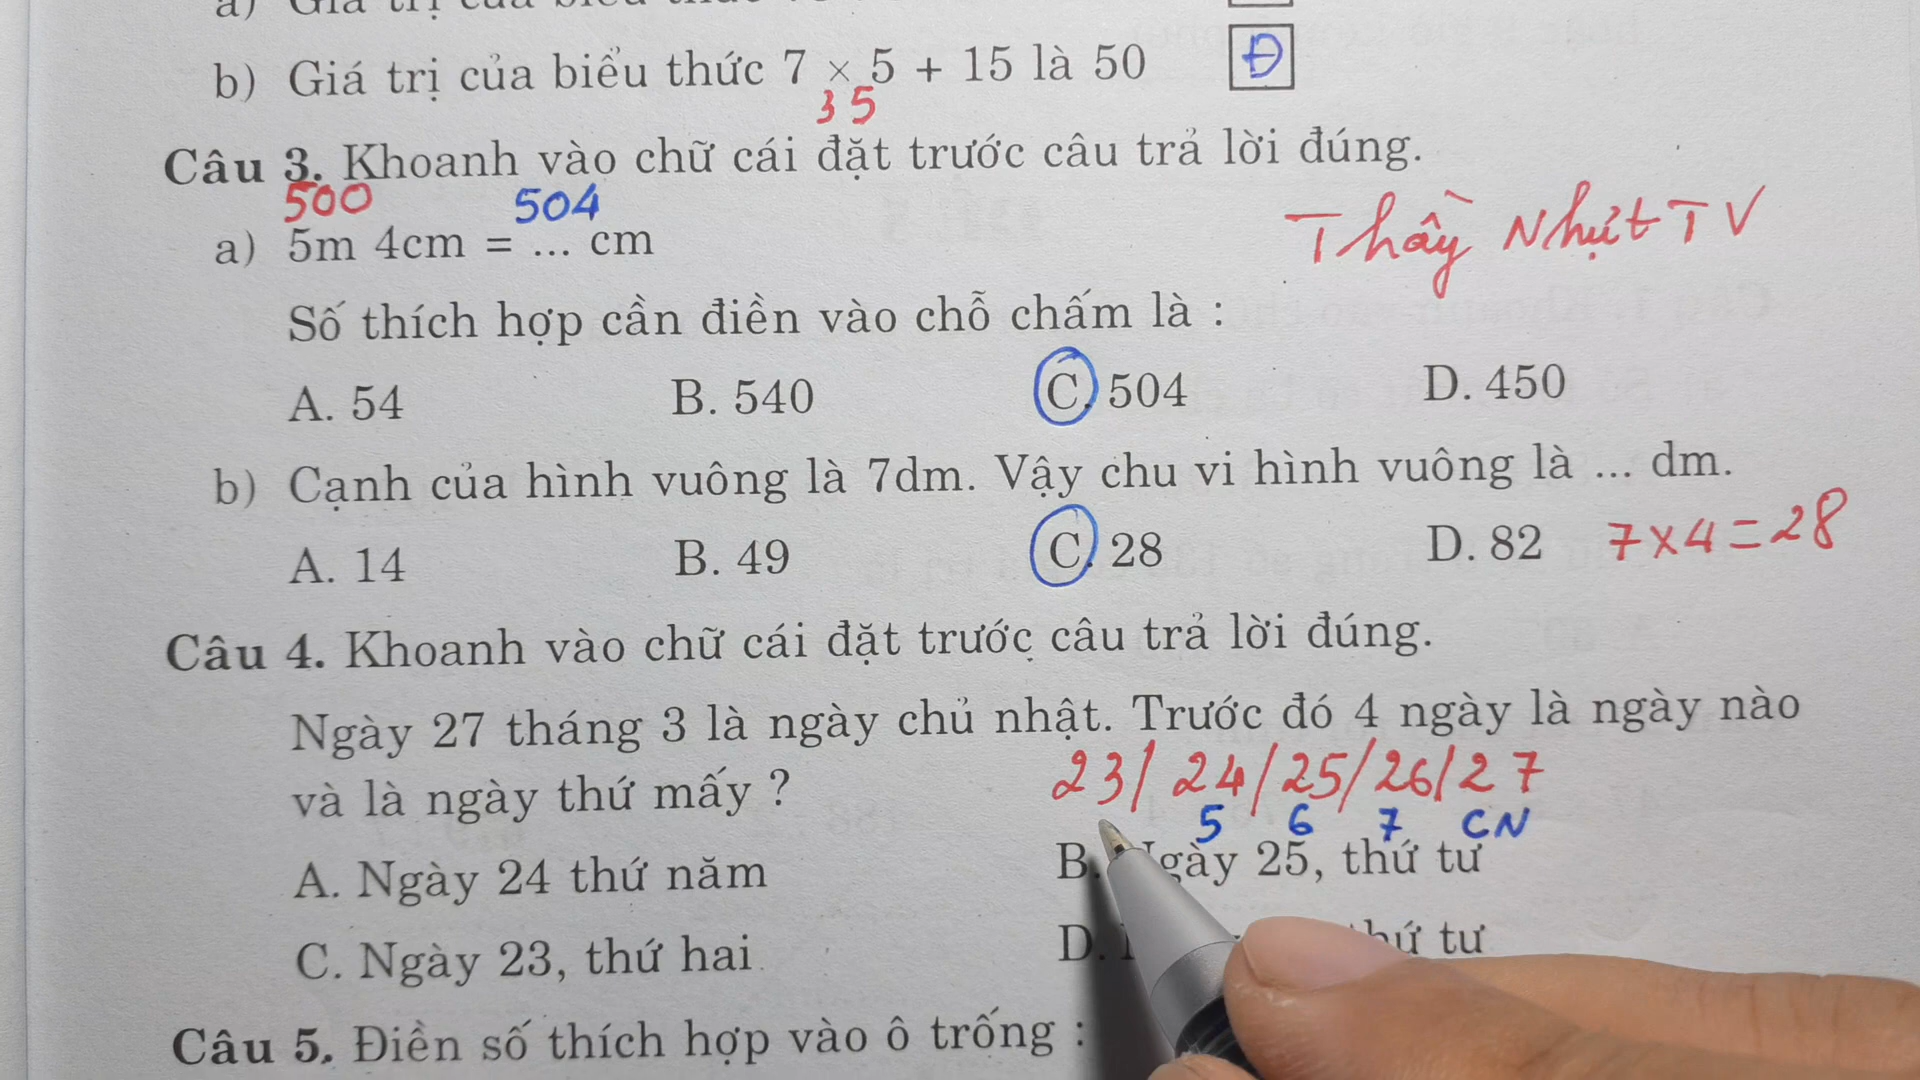 b) Giá trị của biểu thức 7 × 5 + 15 là 50 Đ
35
Câu 3. Khoanh vào chữ cái đặt trước câu trả lời đúng.
500 504
a) 5m 4cm = ... cm
Thầy Nhựt TV
Số thích hợp cần điền vào chỗ chấm là :
A. 54 B. 540 C. 504 D. 450
b) Cạnh của hình vuông là 7dm. Vậy chu vi hình vuông là ... dm.
A. 14 B. 49 C. 28 D. 82 7×4=28
Câu 4. Khoanh vào chữ cái đặt trước câu trả lời đúng.
Ngày 27 tháng 3 là ngày chủ nhật. Trước đó 4 ngày là ngày nào
và là ngày thứ mấy ? 23/24/25/26/27
5 6 7 CN
A. Ngày 24 thứ năm B. Ngày 25, thứ tư
C. Ngày 23, thứ hai D. thứ tư
Câu 5. Điền số thích hợp vào ô trống :